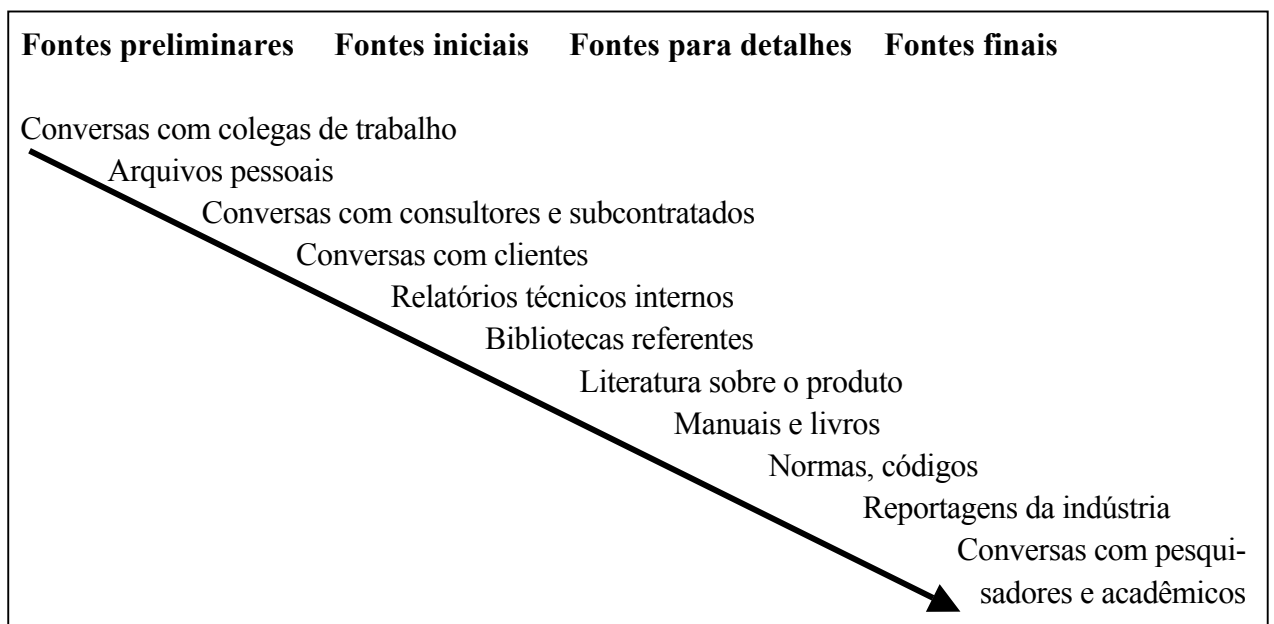 Fontes preliminares Fontes iniciais Fontes para detalhes Fontes finais
Conversas com colegas de trabalho
Arquivos pessoais
Conversas com consultores e subcontratados
Conversas com clientes
Relatórios técnicos internos
Bibliotecas referentes
Literatura sobre o produto
Manuais e livros
Normas, códigos
Reportagens da indústria
Conversas com pesqui-
sadores e acadêmicos